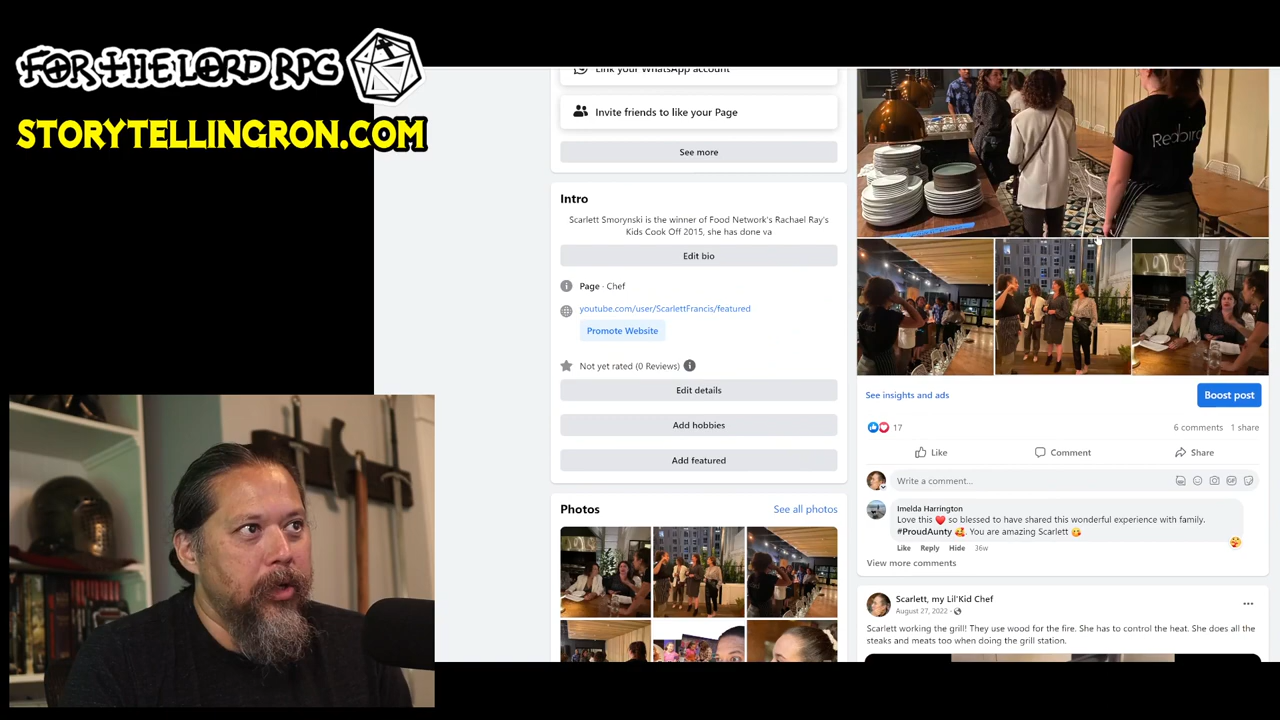 FOR THE LORD RPG
STORYTELLINGRON.COM
Link your WhatsApp account
Invite friends to like your Page
See more
Intro
Scarlett Smorynski is the winner of Food Network's Rachael Ray's
Kids Cook Off 2015, she has done va
Edit bio
Page · Chef
youtube.com/user/ScarlettFrancis/featured
Promote Website
Not yet rated (0 Reviews)
Edit details
Add hobbies
Add featured
Photos
See all photos
Redbird
See insights and ads
Boost post
17
6 comments 1 share
Like
Comment
Share
Write a comment...
Imelda Harrington
Love this ❤️ so blessed to have shared this wonderful experience with family.
#ProudAunty 🥰. You are amazing Scarlett 😋
Like Reply Hide 36w
View more comments
Scarlett, my Lil'Kid Chef
August 27, 2022 ·
Scarlett working the grill! They use wood for the fire. She has to control the heat. She does all the
steaks and meats too when doing the grill station.